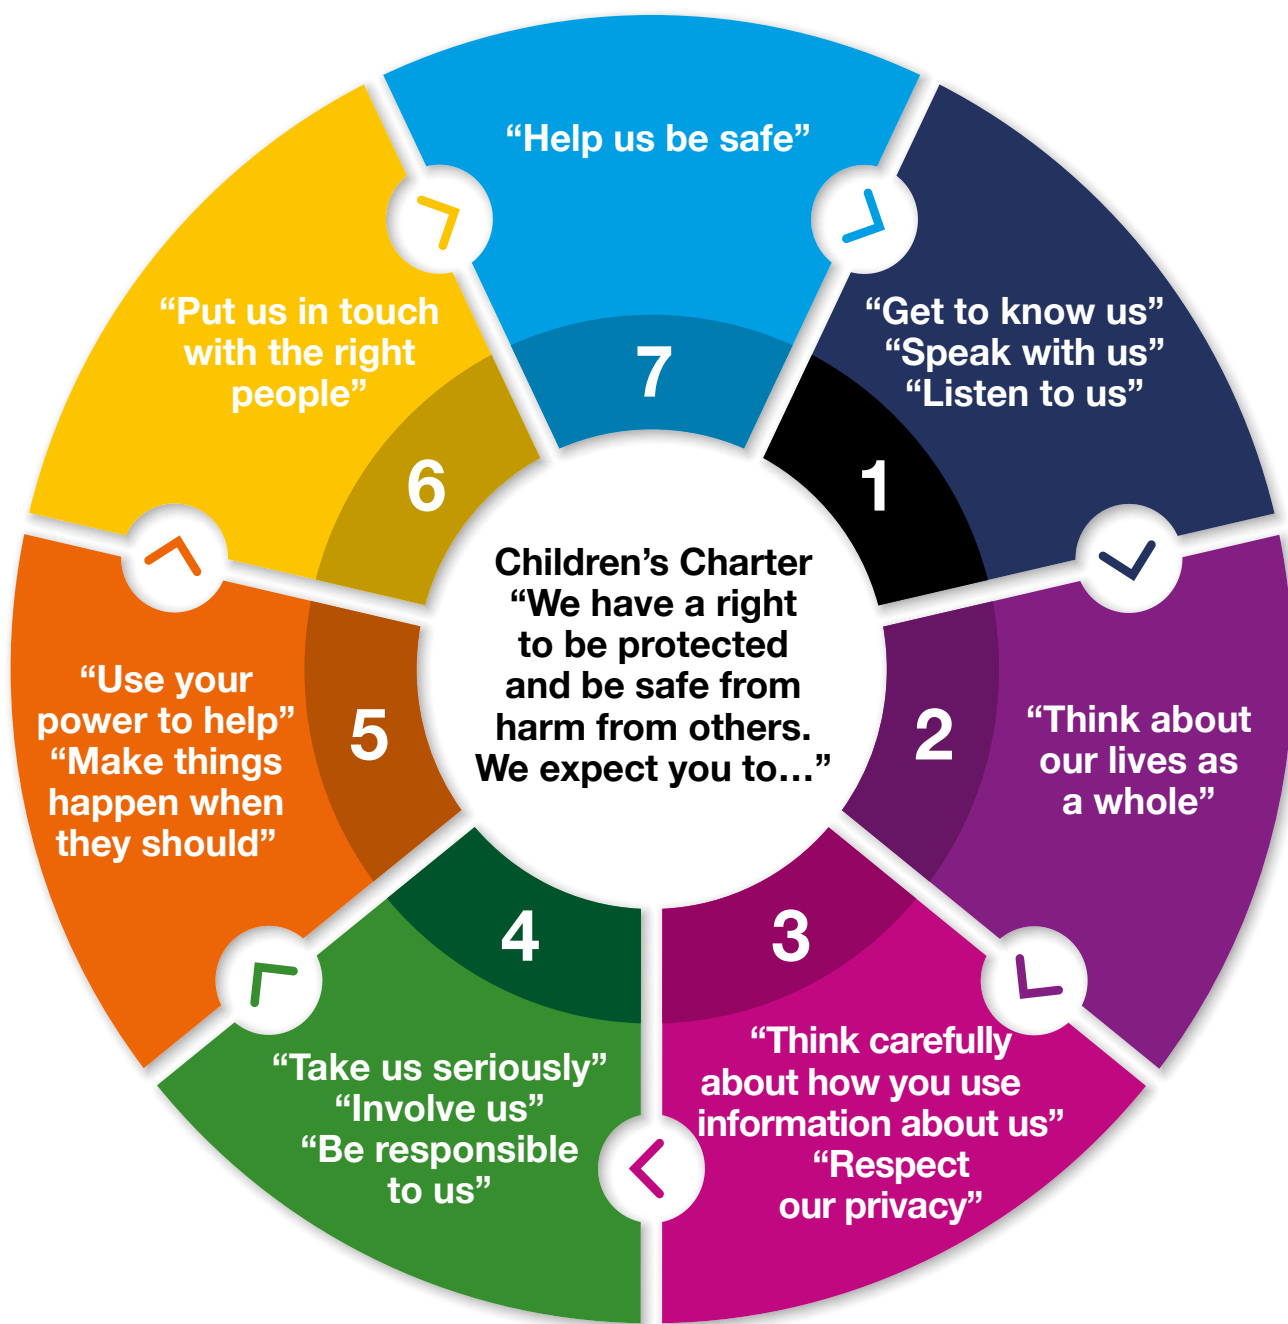 Children’s Charter
“We have a right
to be protected
and be safe from
harm from others.
We expect you to…”
1
“Get to know us”
“Speak with us”
“Listen to us”
2
“Think about
our lives as
a whole”
3
“Think carefully
about how you use
information about us”
“Respect
our privacy”
4
“Take us seriously”
“Involve us”
“Be responsible
to us”
5
“Use your
power to help”
“Make things
happen when
they should”
6
“Put us in touch
with the right
people”
7
“Help us be safe”